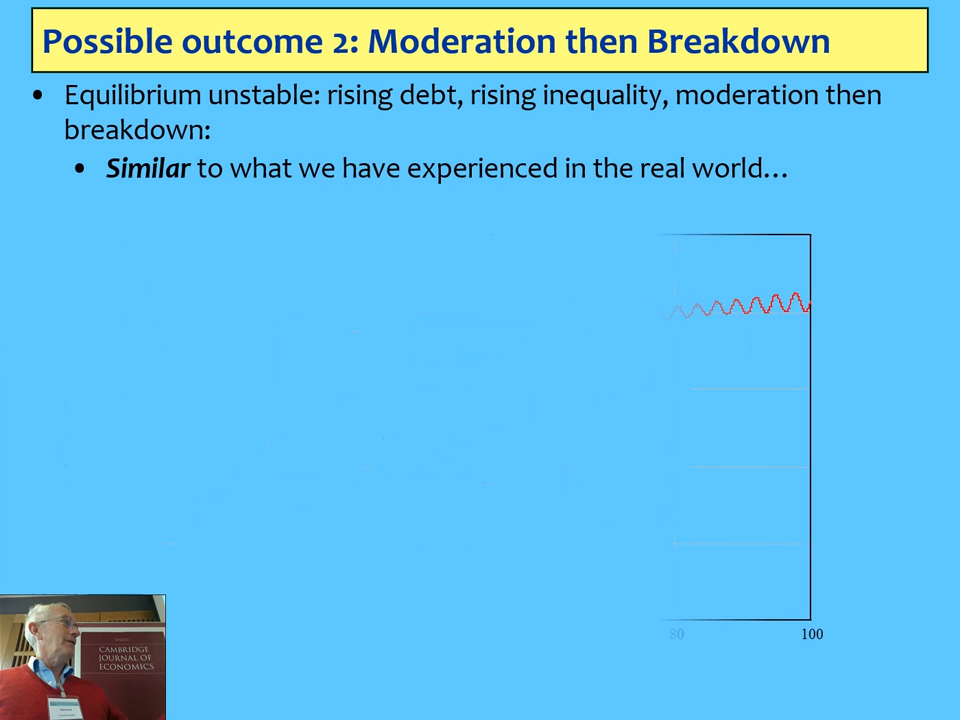 Possible outcome 2: Moderation then Breakdown
• Equilibrium unstable: rising debt, rising inequality, moderation then
breakdown:
• Similar to what we have experienced in the real world…
80
100
CAMBRIDGE
JOURNAL OF
ECONOMICS